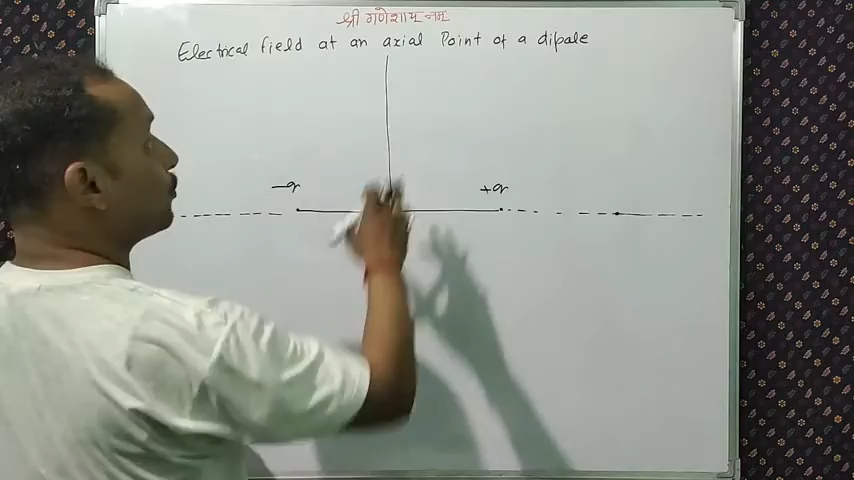 श्री गणेशाय नमः
Electrical field at an axial Point of a dipole
-q +q